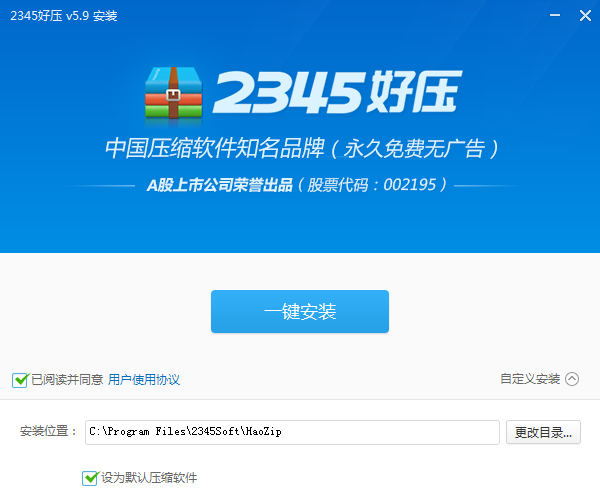 2345好压 v5.9 安装
2345好压
中国压缩软件知名品牌（永久免费无广告）
A股上市公司荣誉出品（股票代码：002195）
一键安装
已阅读并同意 用户使用协议
自定义安装
安装位置： C:\Program Files\2345Soft\HaoZip 更改目录...
设为默认压缩软件